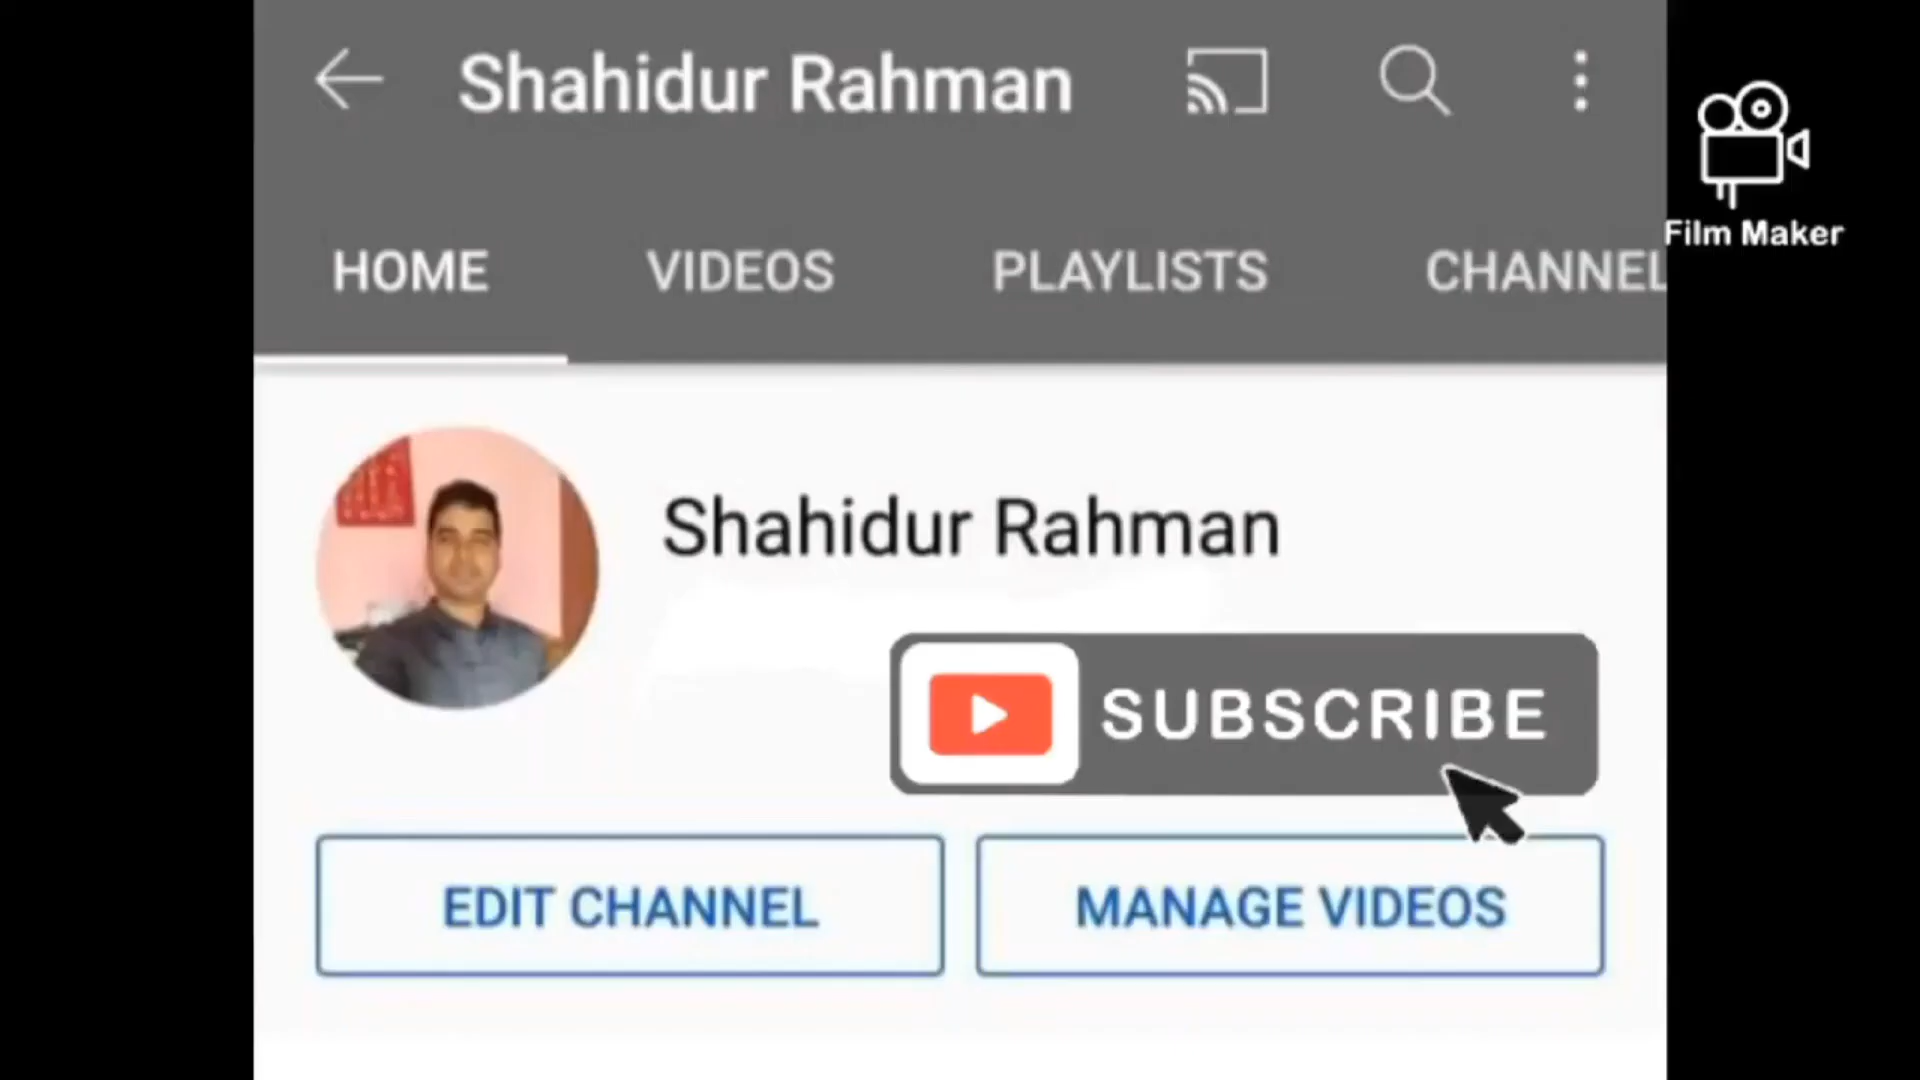 Shahidur Rahman
Film Maker
HOME VIDEOS PLAYLISTS CHANNEL
Shahidur Rahman
SUBSCRIBE
EDIT CHANNEL MANAGE VIDEOS